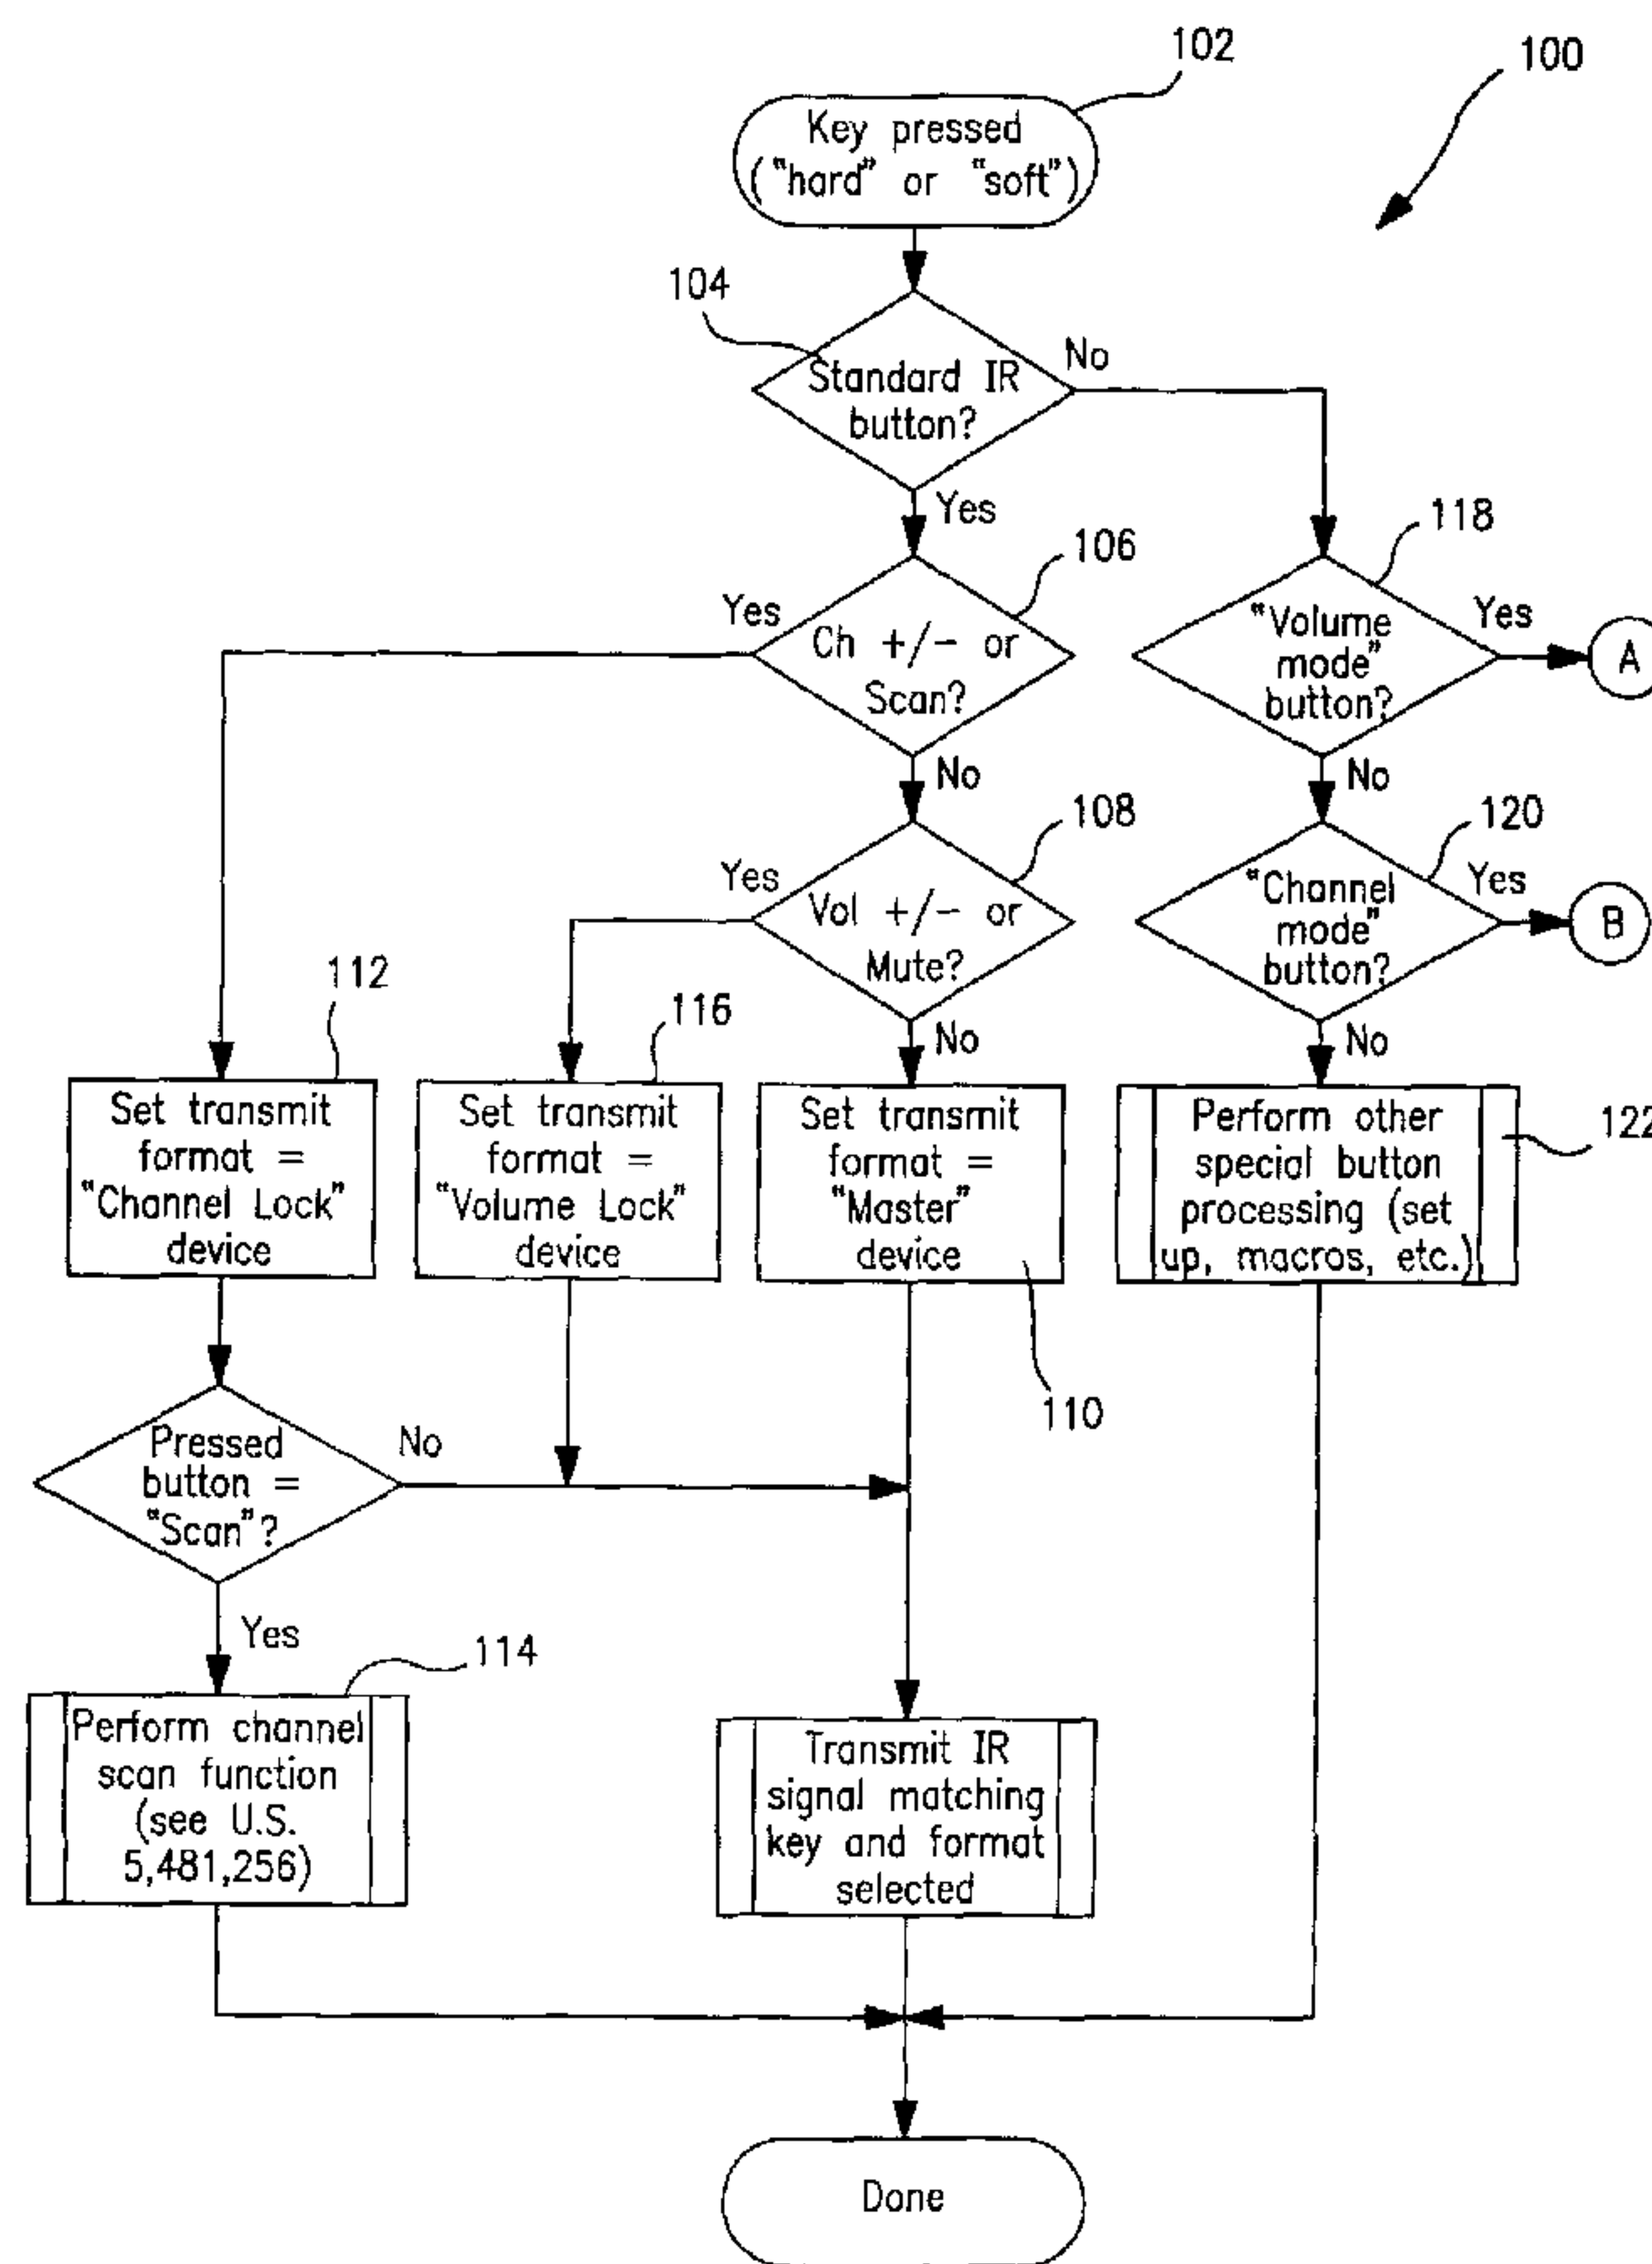 102
100
Key pressed
("hard" or "soft")
104
Standard IR
button?
No
Yes
118
106
Yes
Ch +/- or
Scan?
"Volume
mode"
button?
Yes
A
No
No
108
120
Yes
Vol +/- or
Mute?
"Channel
mode"
button?
Yes
B
112
116
No
No
Set transmit
format =
"Channel Lock"
device
Set transmit
format =
"Volume Lock"
device
Set transmit
format =
"Master"
device
Perform other
special button
processing (set
up, macros, etc.)
122
110
Pressed
button =
"Scan"?
No
Yes
114
Perform channel
scan function
(see U.S.
5,481,256)
Transmit IR
signal matching
key and format
selected
Done